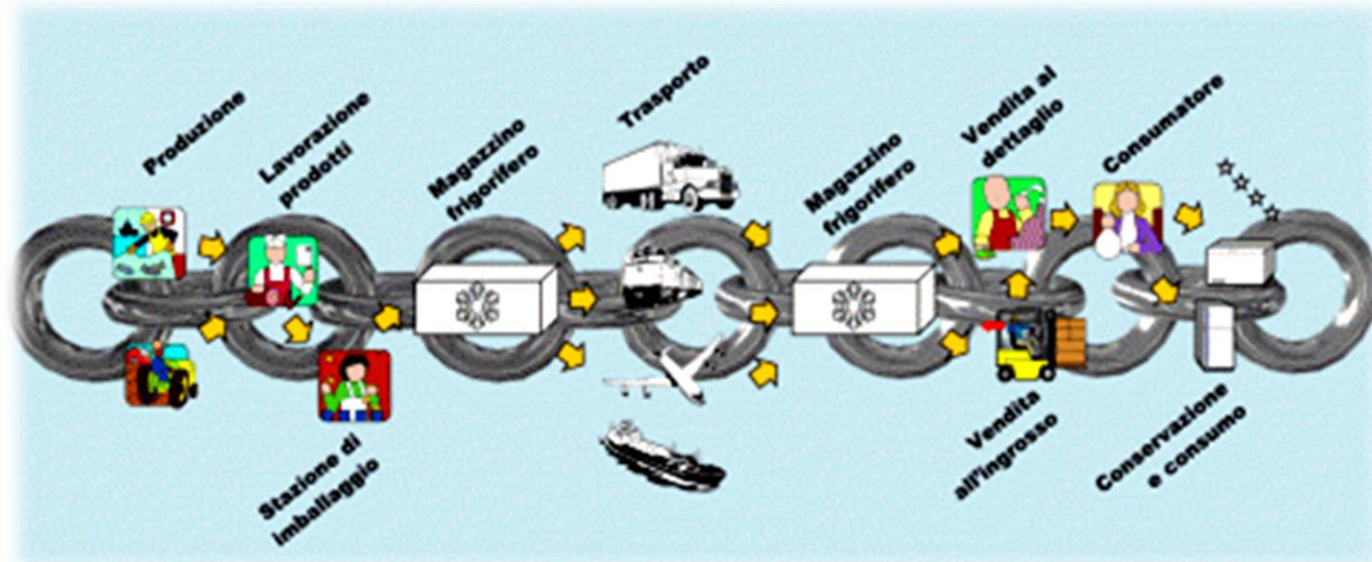 Produzione
Lavorazione
prodotti
Stazione di
imballaggio
Magazzino
frigorifero
Trasporto
Magazzino
frigorifero
Vendita al
dettaglio
Vendita
all'ingrosso
Consumatore
Conservazione
e consumo